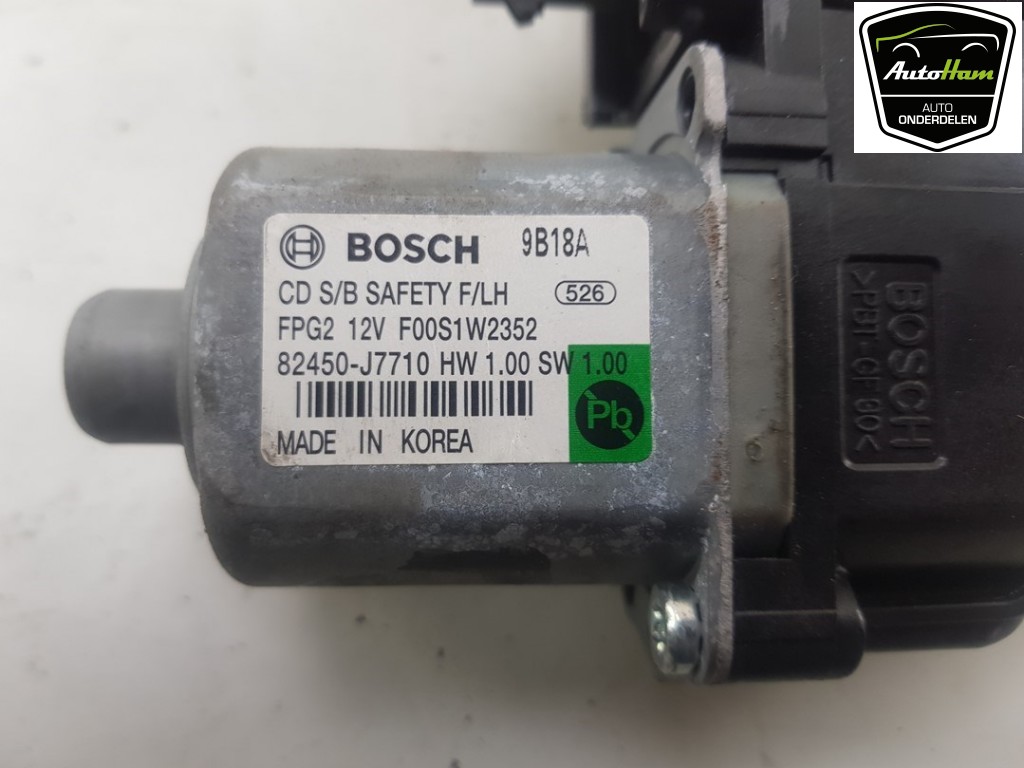 AutoHam
AUTO
ONDERDELEN
BOSCH 9B18A
CD S/B SAFETY F/LH 526
FPG2 12V F00S1W2352
82450-J7710 HW 1.00 SW 1.00
Pb
MADE IN KOREA
BOSCH
>PBT-GF30<